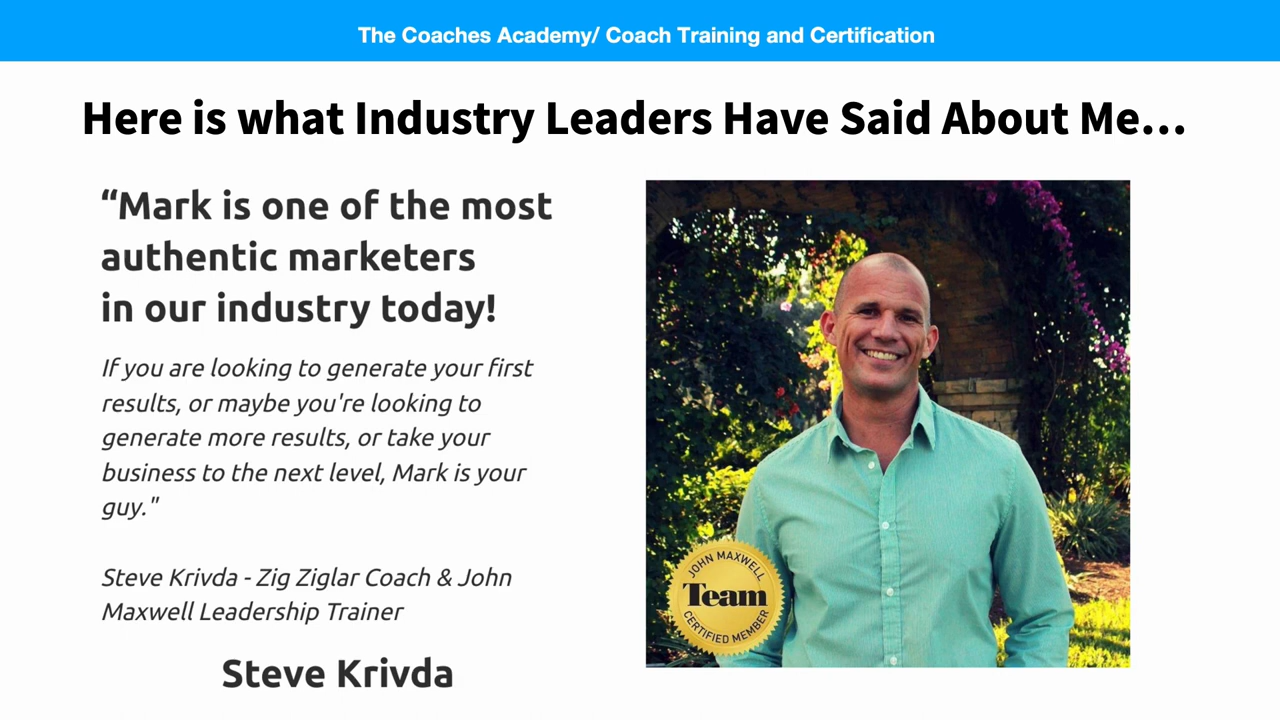 The Coaches Academy/ Coach Training and Certification
Here is what Industry Leaders Have Said About Me...
“Mark is one of the most
authentic marketers
in our industry today!
If you are looking to generate your first
results, or maybe you're looking to
generate more results, or take your
business to the next level, Mark is your
guy."
Steve Krivda - Zig Ziglar Coach & John
Maxwell Leadership Trainer
Steve Krivda
JOHN MAXWELL
Team
CERTIFIED MEMBER